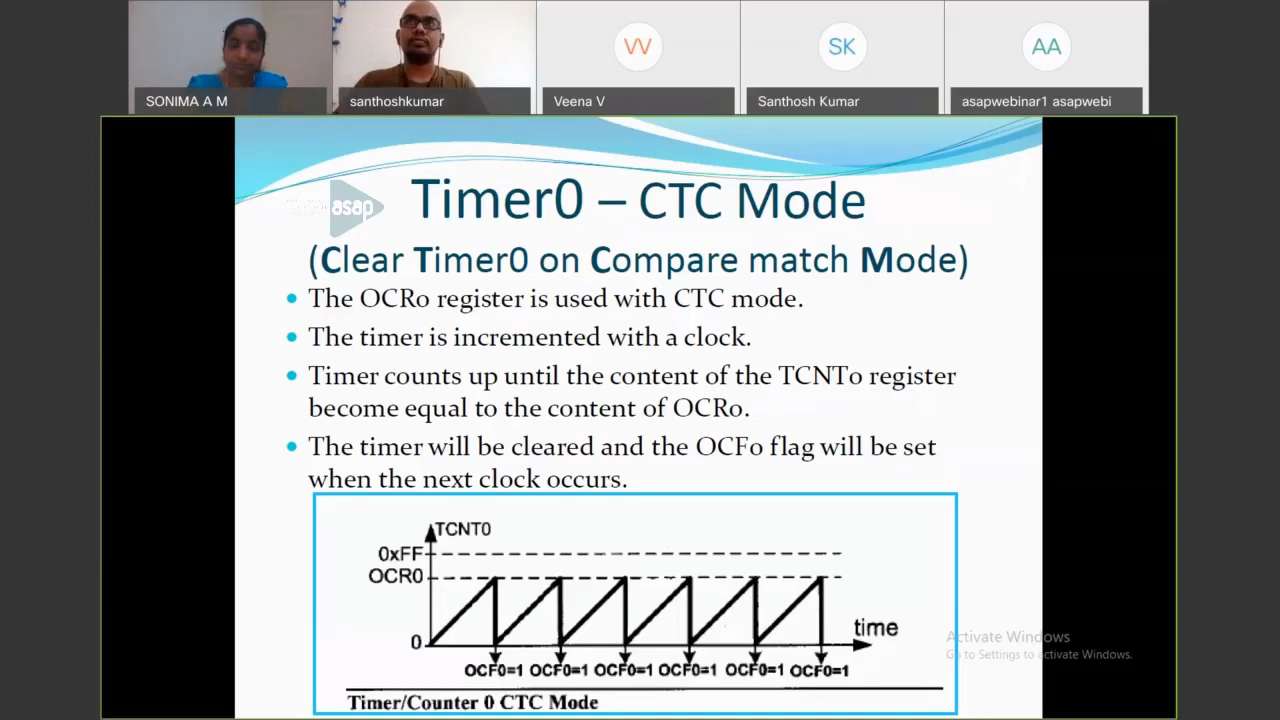 VV
SK
AA
SONIMA A M
santhoshkumar
Veena V
Santhosh Kumar
asapwebinar1 asapwebi
asap
Timer0 – CTC Mode
(Clear Timer0 on Compare match Mode)
• The OCR0 register is used with CTC mode.
• The timer is incremented with a clock.
• Timer counts up until the content of the TCNT0 register
become equal to the content of OCR0.
• The timer will be cleared and the OCF0 flag will be set
when the next clock occurs.
TCNT0
0xFF
OCR0
0
time
OCF0=1 OCF0=1 OCF0=1 OCF0=1 OCF0=1 OCF0=1
Timer/Counter 0 CTC Mode
Activate Windows
Go to Settings to activate Windows.